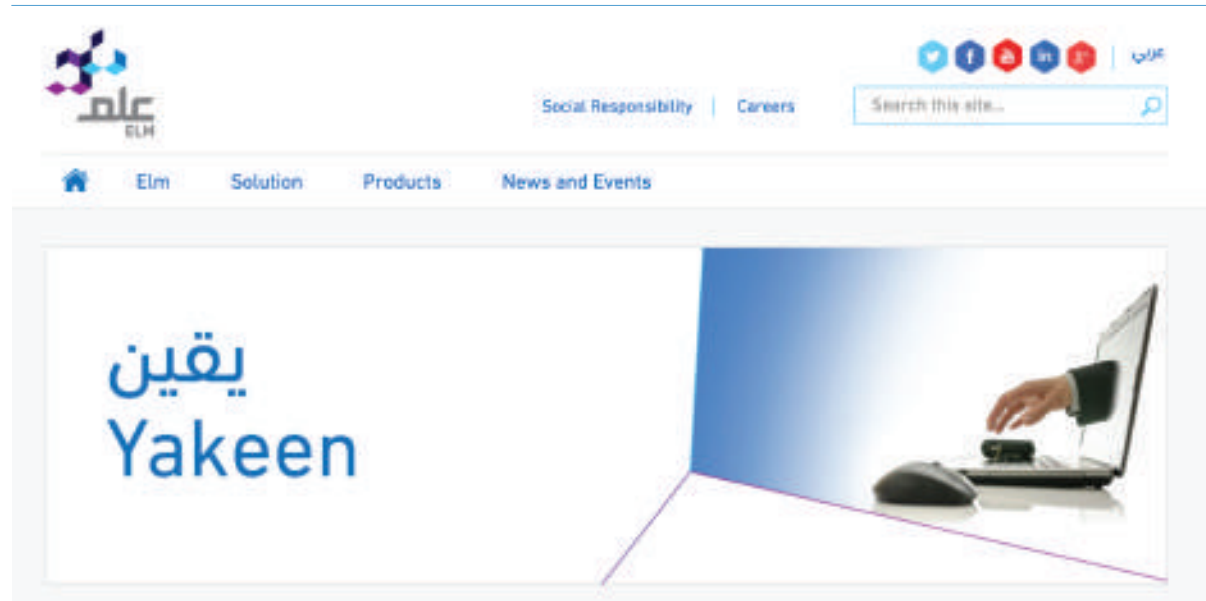 علم
ELM
عربي
Social Responsibility | Careers
Search this site...
Elm Solution Products News and Events
يقين
Yakeen